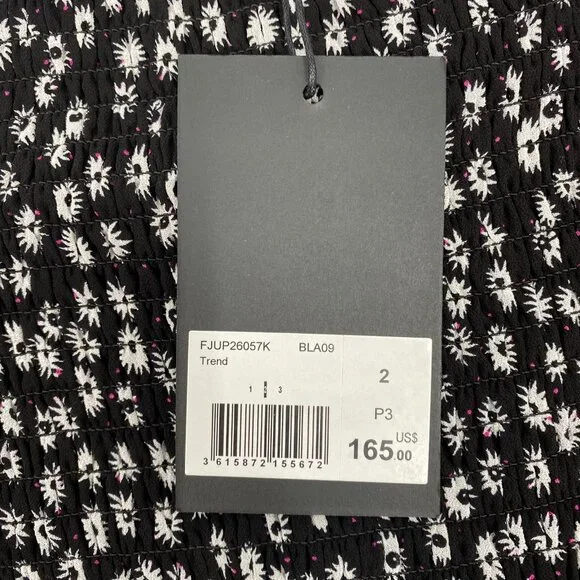 FJUP26057K BLA09
Trend
2
1 3
P3
165.00 US$
3 615872 155672